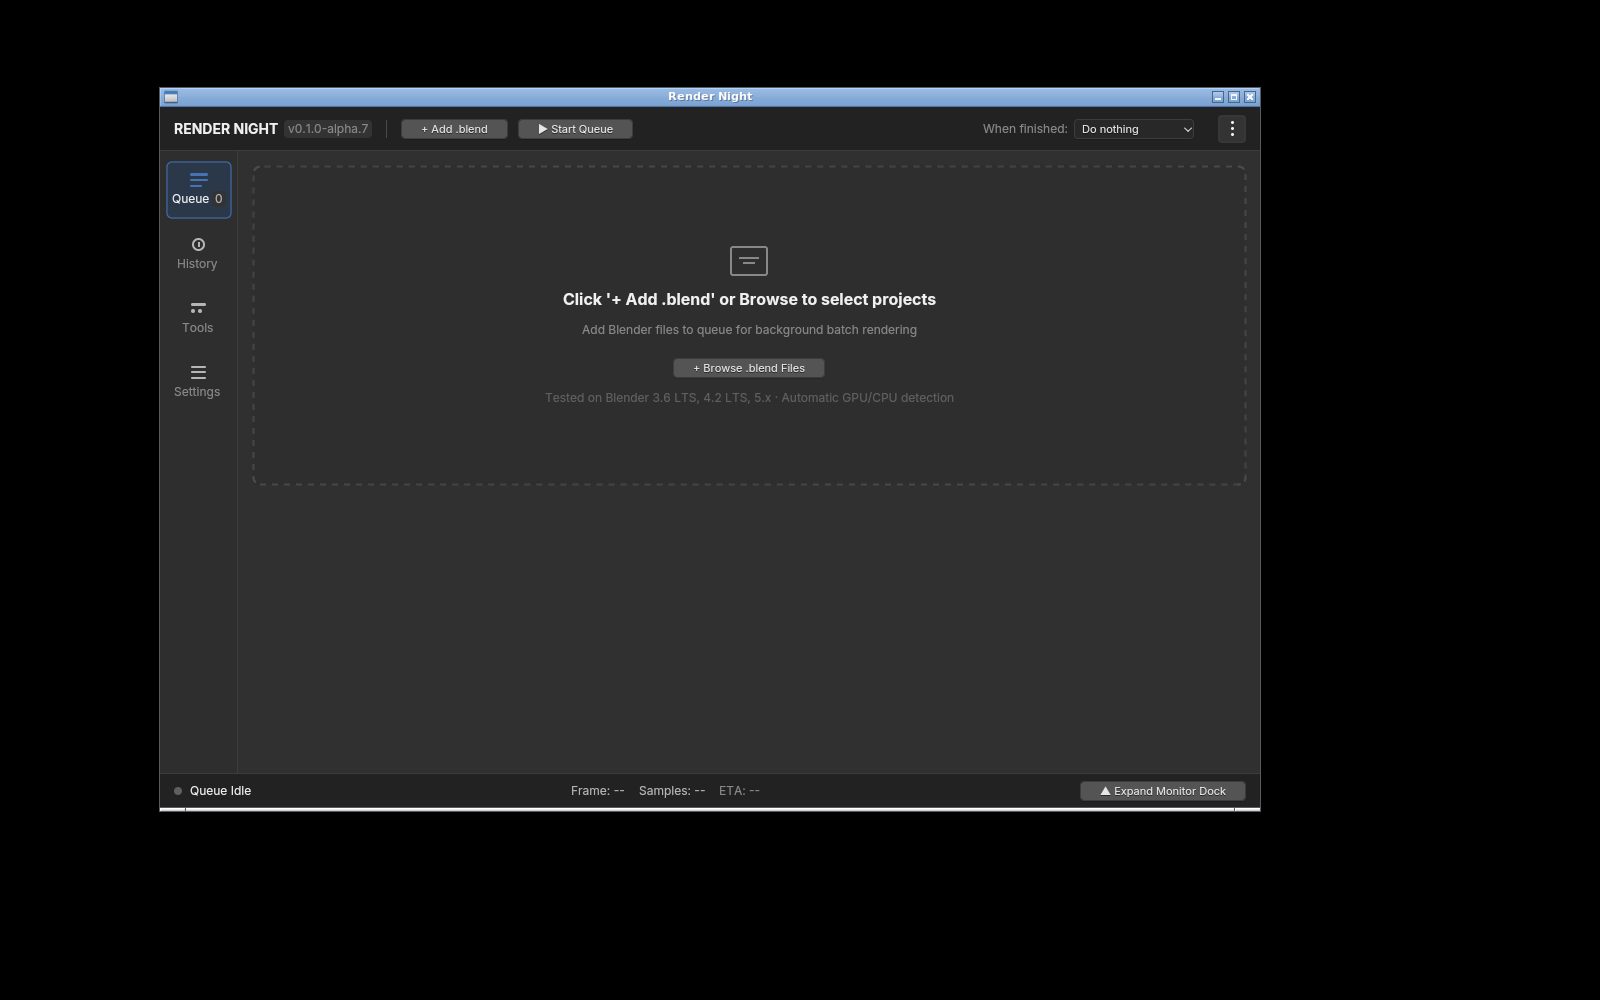 Render Night
RENDER NIGHT v0.1.0-alpha.7 + Add .blend ▶ Start Queue When finished: Do nothing
Queue 0
History
Tools
Settings
Click '+ Add .blend' or Browse to select projects
Add Blender files to queue for background batch rendering
+ Browse .blend Files
Tested on Blender 3.6 LTS, 4.2 LTS, 5.x · Automatic GPU/CPU detection
Queue Idle Frame: -- Samples: -- ETA: -- ▲ Expand Monitor Dock